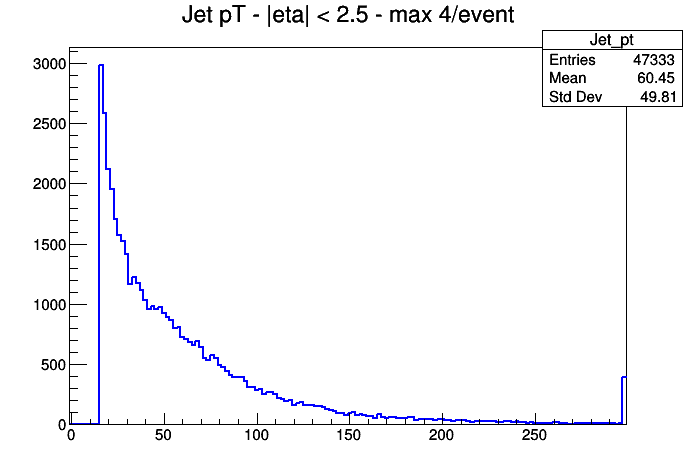 Jet pT - |eta| < 2.5 - max 4/event
Jet_pt
Entries 47333
Mean 60.45
Std Dev 49.81
3000
2500
2000
1500
1000
500
0
0 50 100 150 200 250